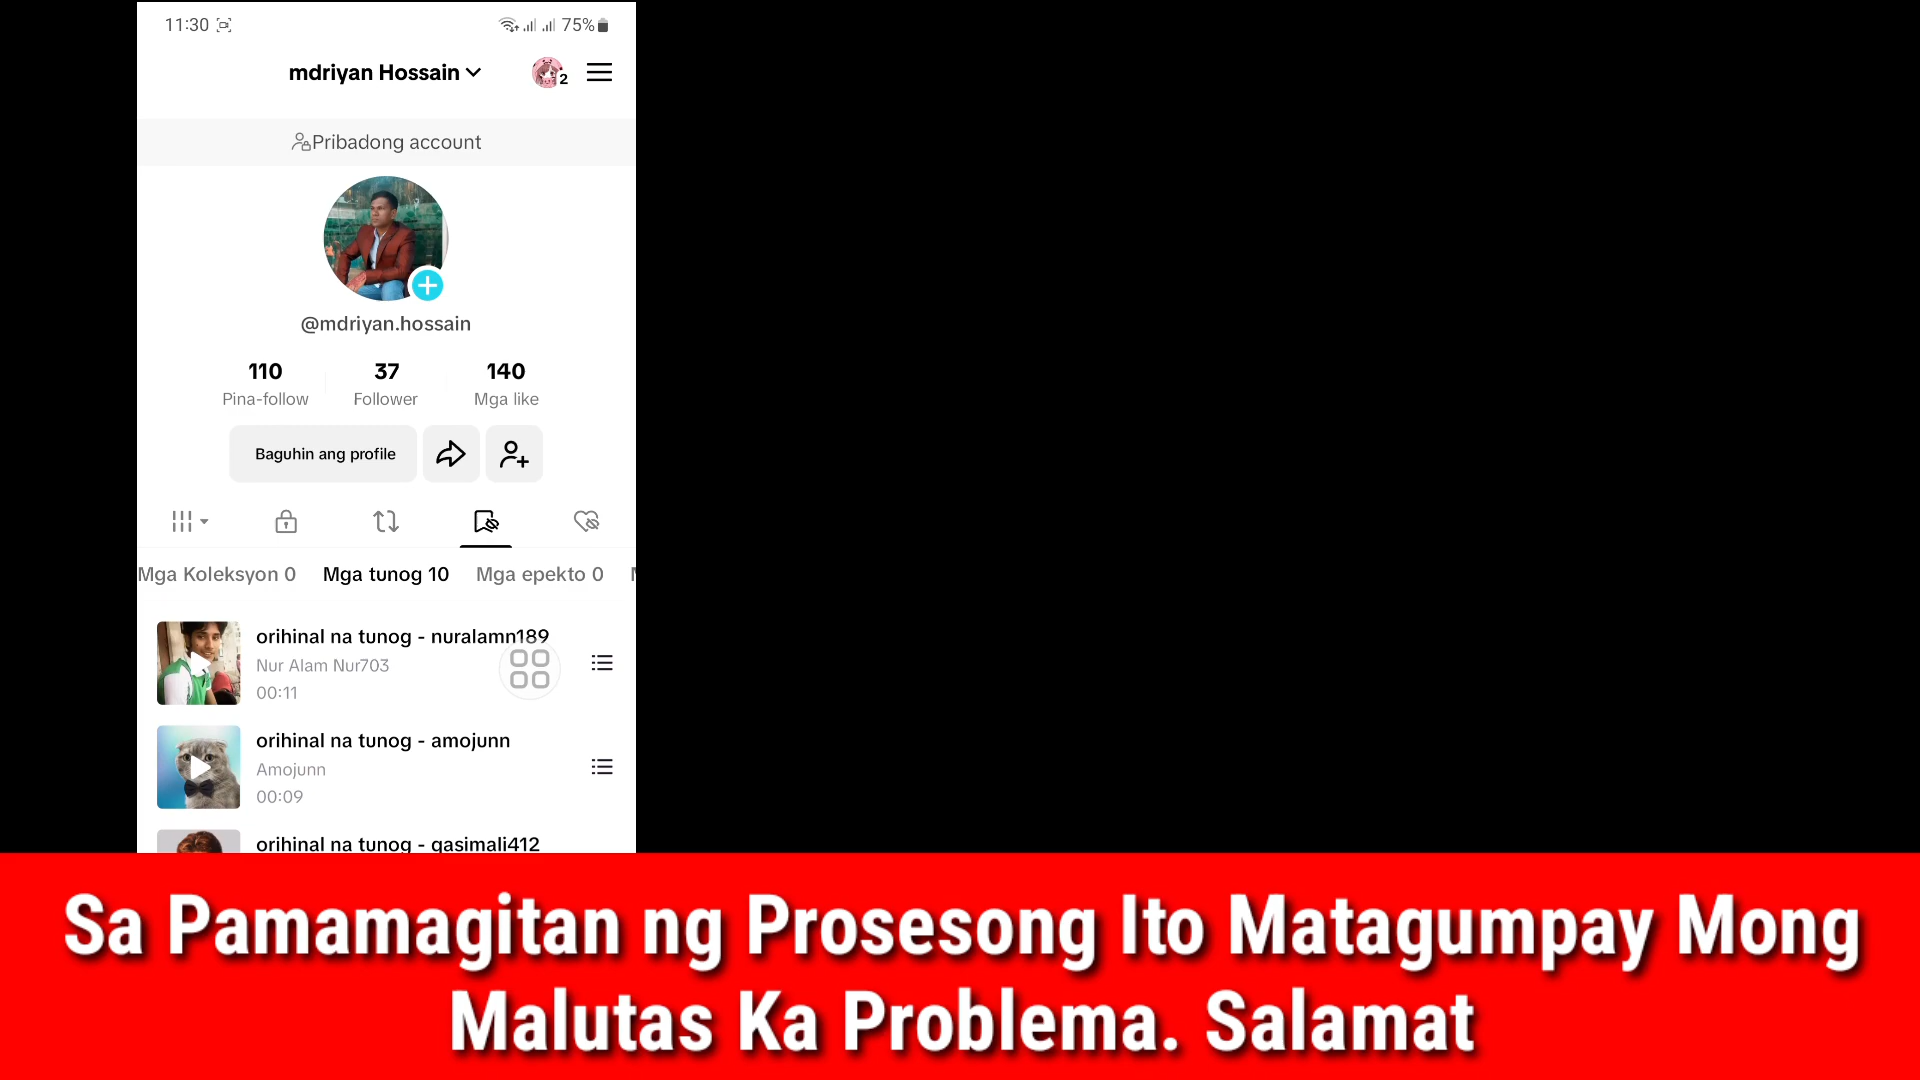 11:30
75%
mdriyan Hossain
2
Pribadong account
@mdriyan.hossain
110 37 140
Pina-follow Follower Mga like
Baguhin ang profile
Mga Koleksyon 0 Mga tunog 10 Mga epekto 0
orihinal na tunog - nuralamn189
Nur Alam Nur703
00:11
orihinal na tunog - amojunn
Amojunn
00:09
orihinal na tunog - qasimali412
Sa Pamamagitan ng Prosesong Ito Matagumpay Mong
Malutas Ka Problema. Salamat